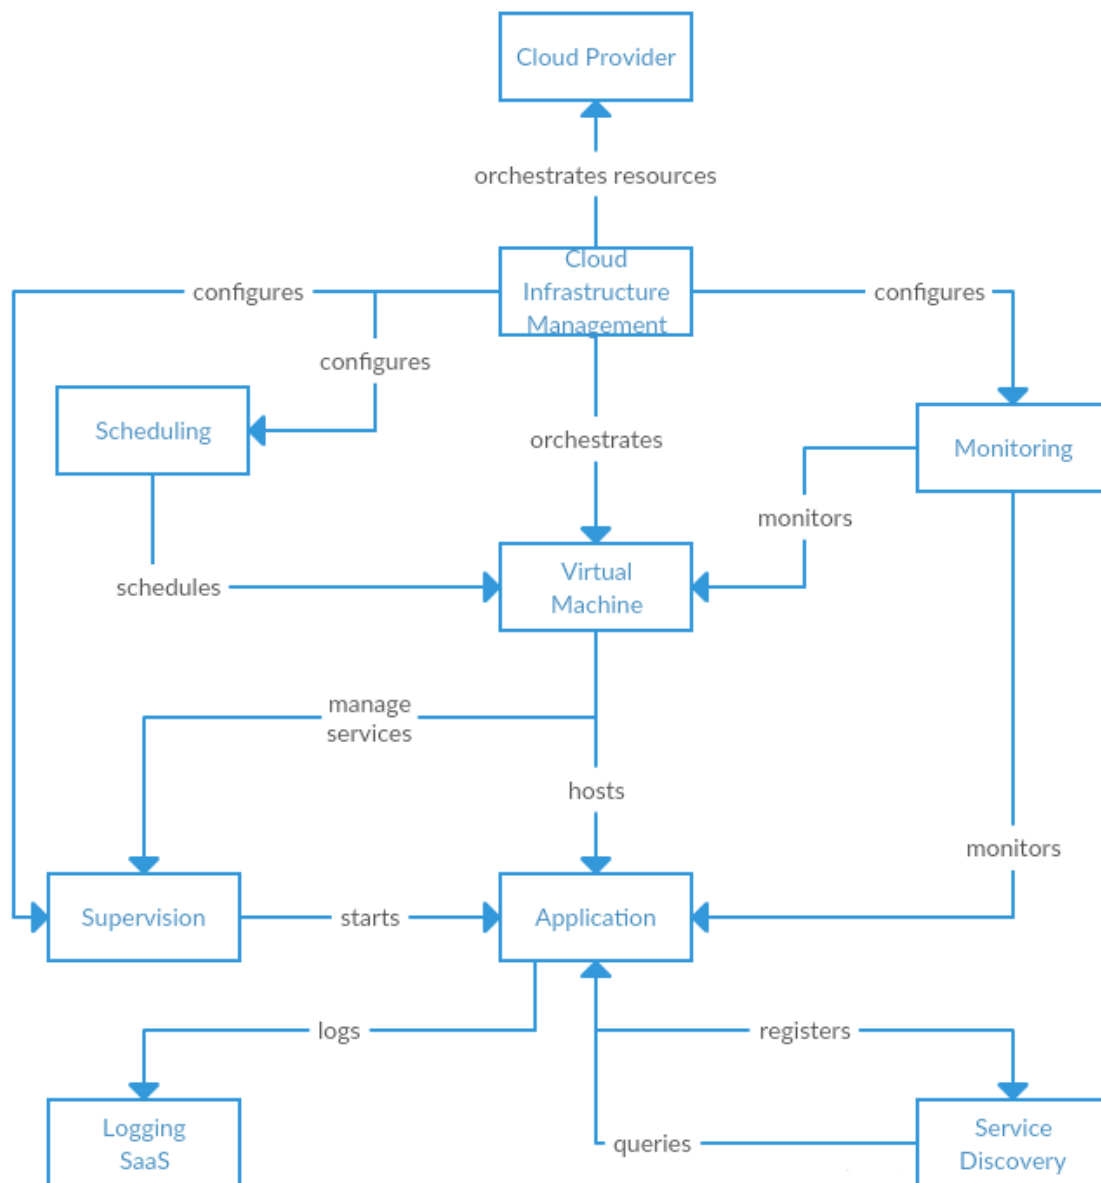 Cloud Provider
orchestrates resources
Cloud
Infrastructure
Management
configures
configures
configures
Scheduling
orchestrates
Monitoring
monitors
Virtual
Machine
schedules
manage
services
hosts
monitors
Supervision
starts
Application
logs
registers
Logging
SaaS
queries
Service
Discovery